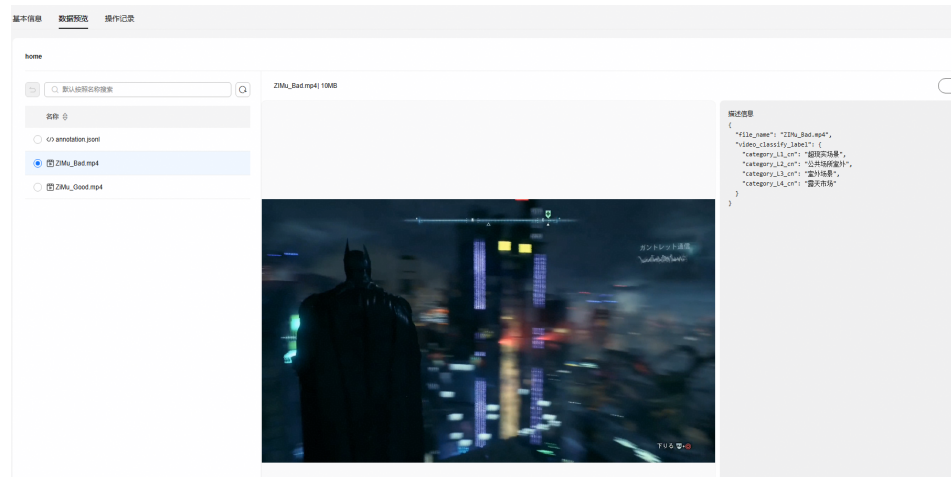 基本信息 数据预览 操作记录
home
默认按照名称搜索
名称
</> annotation.jsonl
ZIMu_Bad.mp4
ZiMu_Good.mp4
ZIMu_Bad.mp4| 10MB
ガントレット通信
下りる
描述信息
{
"file_name": "ZIMu_Bad.mp4",
"video_classify_label": {
"category_L1_cn": "超现实场景",
"category_L2_cn": "公共场所室外",
"category_L3_cn": "室外场景",
"category_L4_cn": "露天市场"
}
}